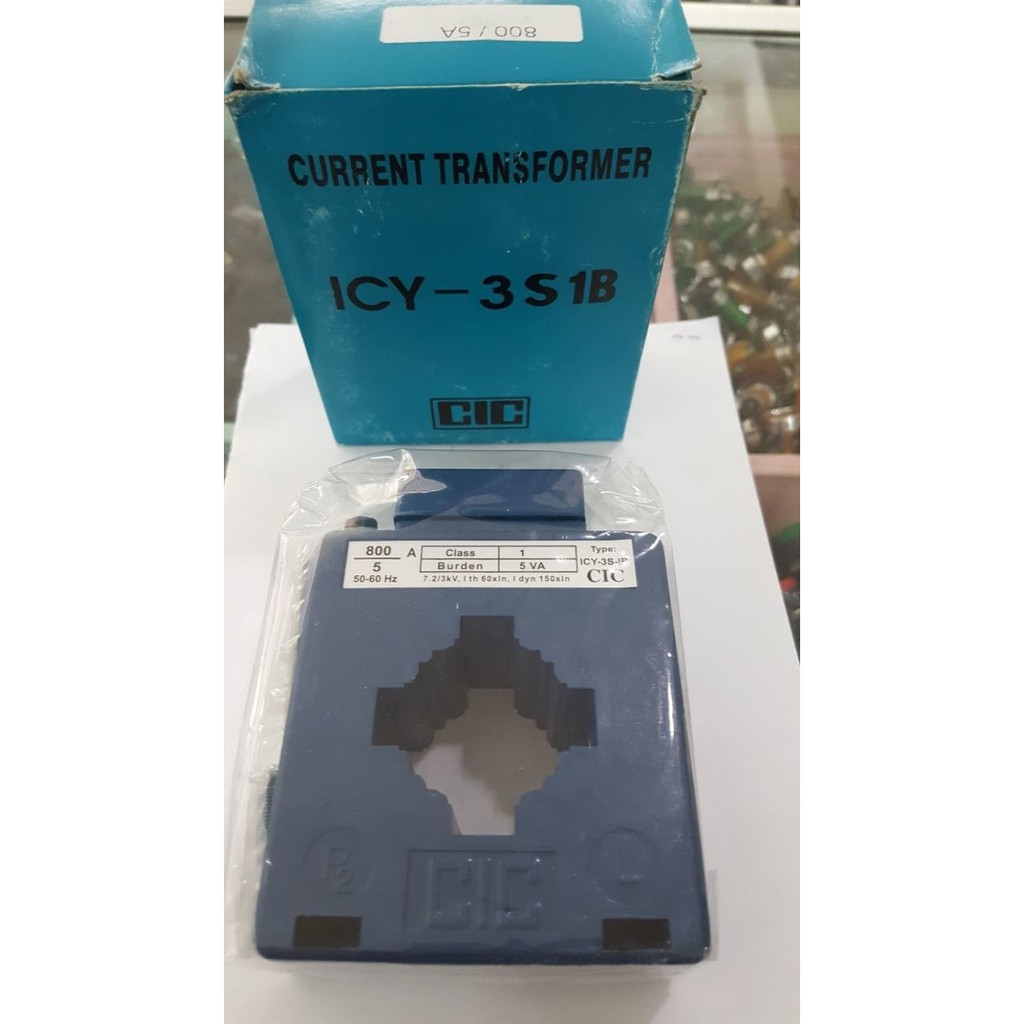 800 / 5A
CURRENT TRANSFORMER
ICY-3S1B
CIC
800 A Class 1 Type:
5 Burden 5 VA ICY-3S-IB
50-60 Hz 7.2/3kV, I th 60xIn, I dyn 150xIn CIC
P2 CIC L